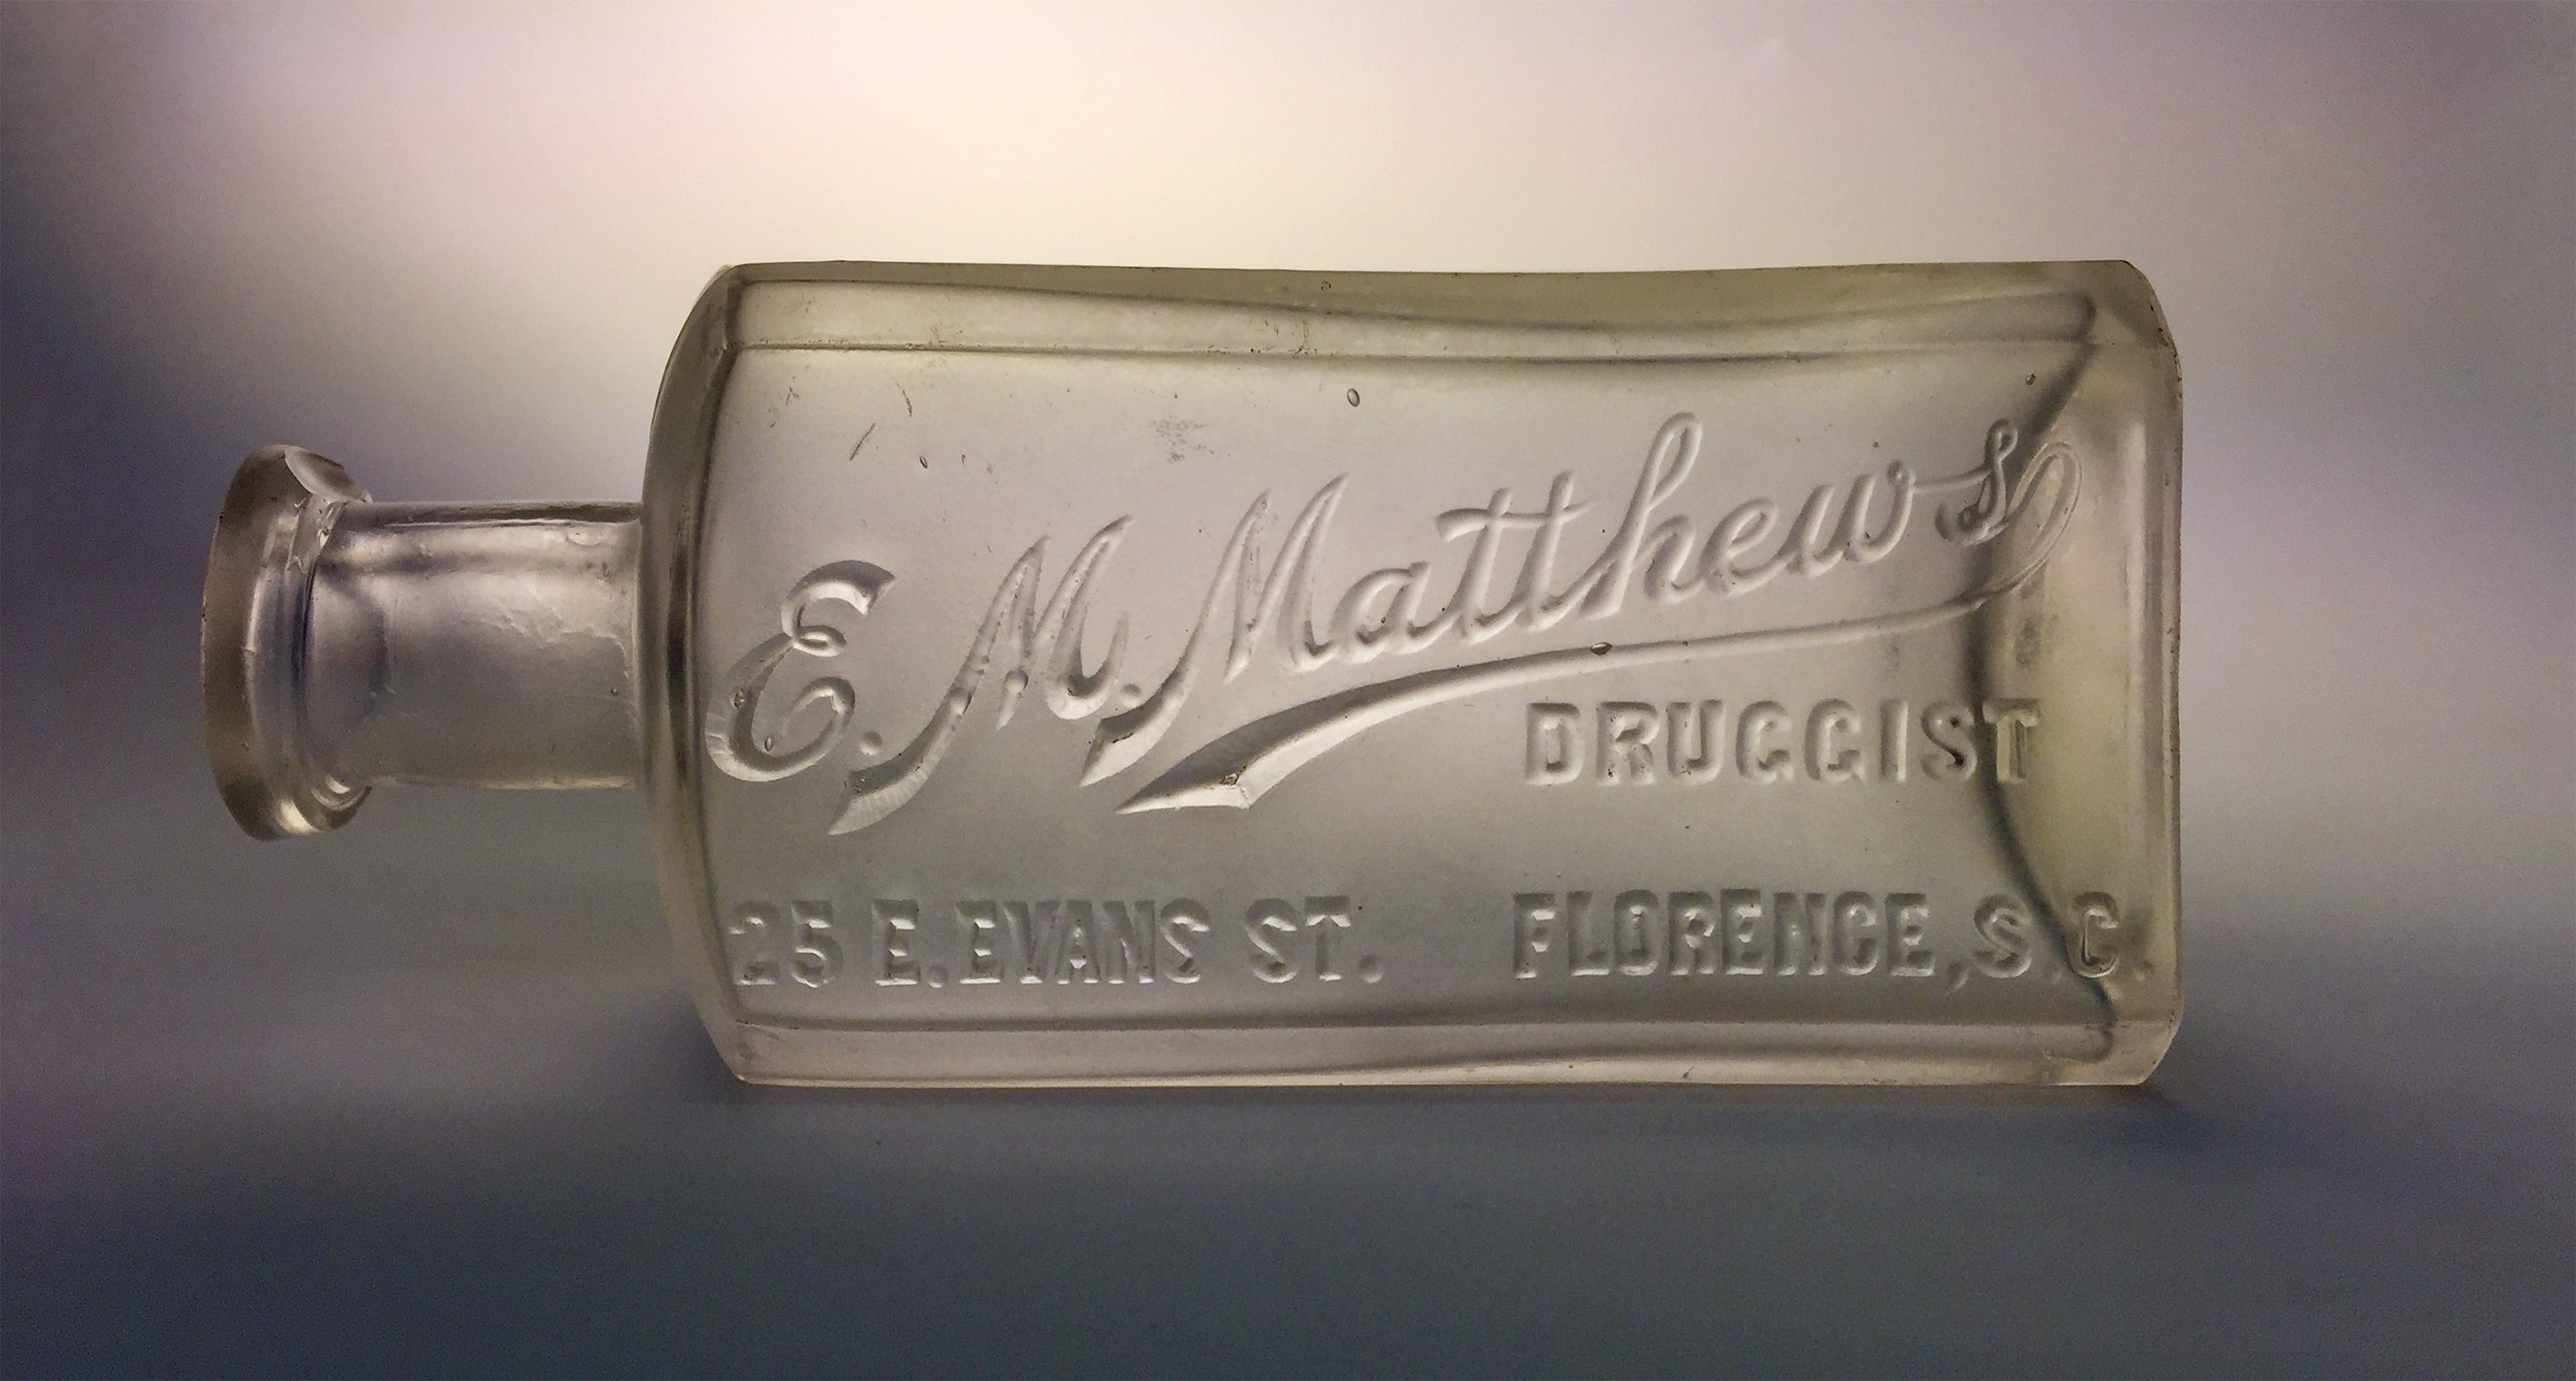 E. M. Matthews
DRUGGIST
25 E. EVANS ST. FLORENCE, S.C.